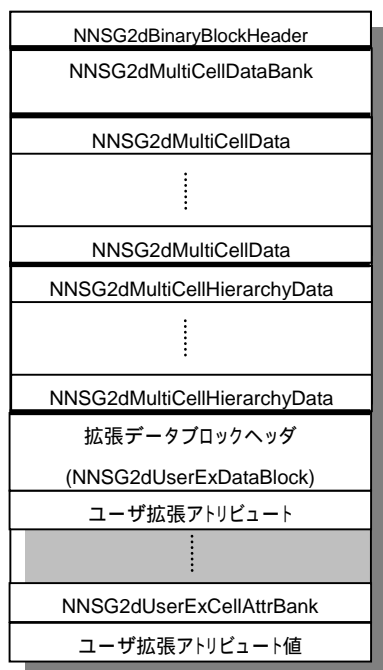 NNSG2dBinaryBlockHeader
NNSG2dMultiCellDataBank
NNSG2dMultiCellData
NNSG2dMultiCellData
NNSG2dMultiCellHierarchyData
NNSG2dMultiCellHierarchyData
拡張データブロックヘッダ
(NNSG2dUserExDataBlock)
ユーザ拡張アトリビュート
NNSG2dUserExCellAttrBank
ユーザ拡張アトリビュート値